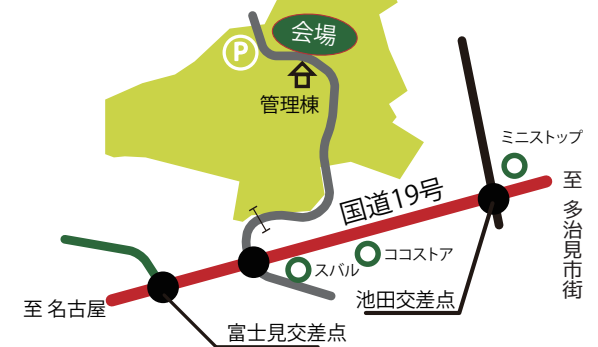 会場
P
管理棟
ミニストップ
至 多治見市街
国道19号
ココストア
スバル
池田交差点
至 名古屋
富士見交差点